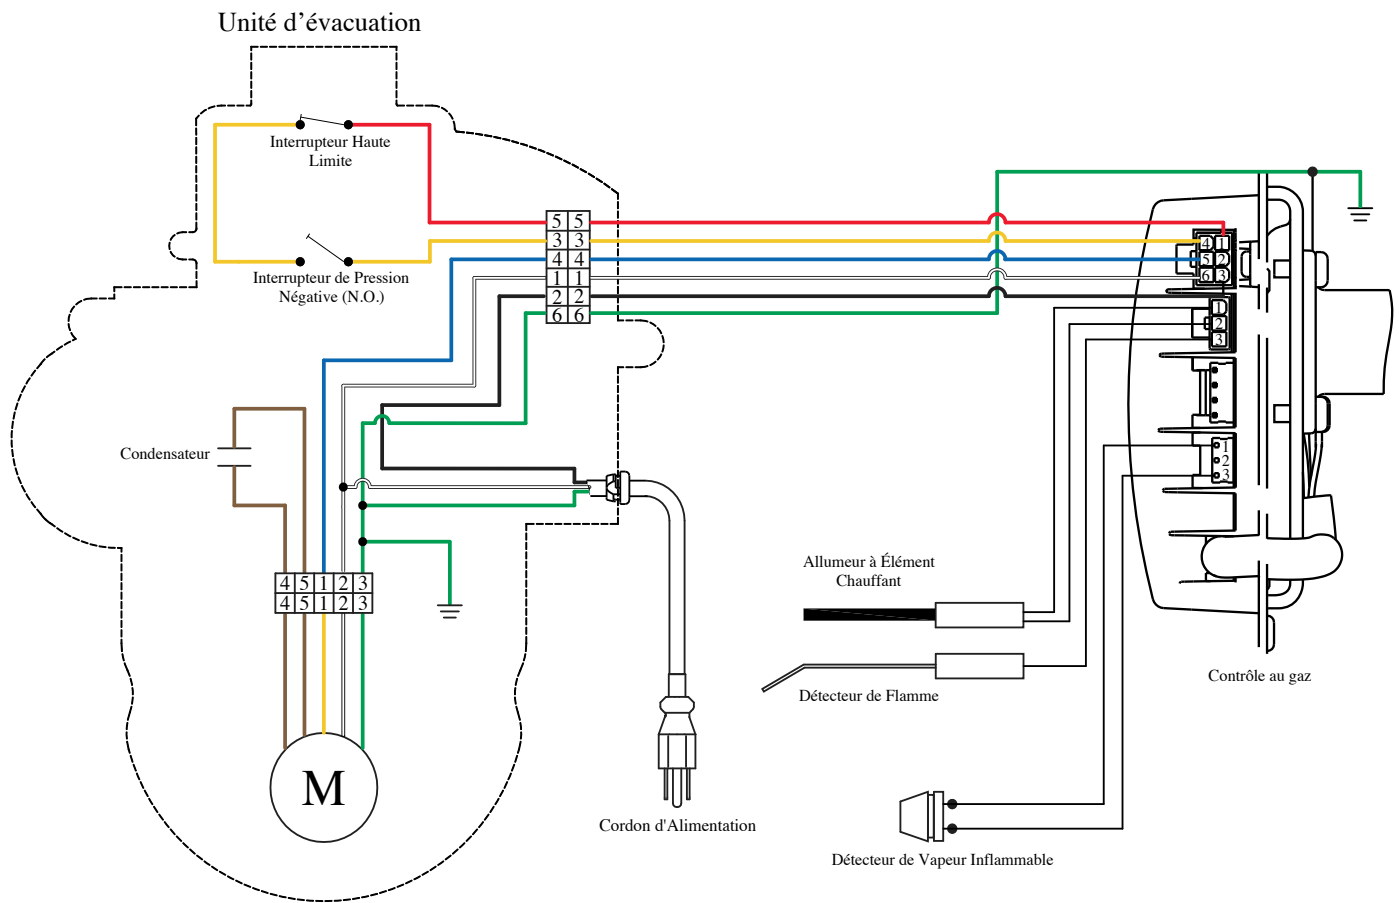 Unité d’évacuation
Interrupteur Haute
Limite
Interrupteur de Pression
Négative (N.O.)
5 5
3 3
4 4
1 1
2 2
6 6
4 1
5 2
6 3
1
2
3
1
2
3
Condensateur
4 5 1 2 3
4 5 1 2 3
M
Allumeur à Élément
Chauffant
Détecteur de Flamme
Contrôle au gaz
Cordon d'Alimentation
Détecteur de Vapeur Inflammable